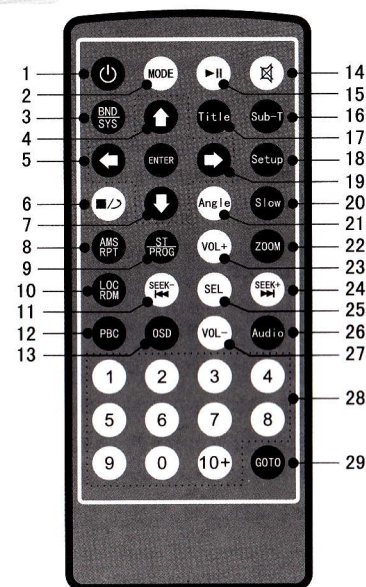 1 MODE 14
2 15
3 BND Title Sub-T 16
SYS
4 17
5 ENTER Setup 18
19
6 Angle Slow 20
7 21
8 AMS ST VOL+ ZOOM 22
RPT PROG
9 23
10 LOC SEEK- SEL SEEK+ 24
RDM
11 25
12 PBC OSD VOL- Audio 26
13 27
1 2 3 4
28
5 6 7 8
9 0 10+ GOTO 29